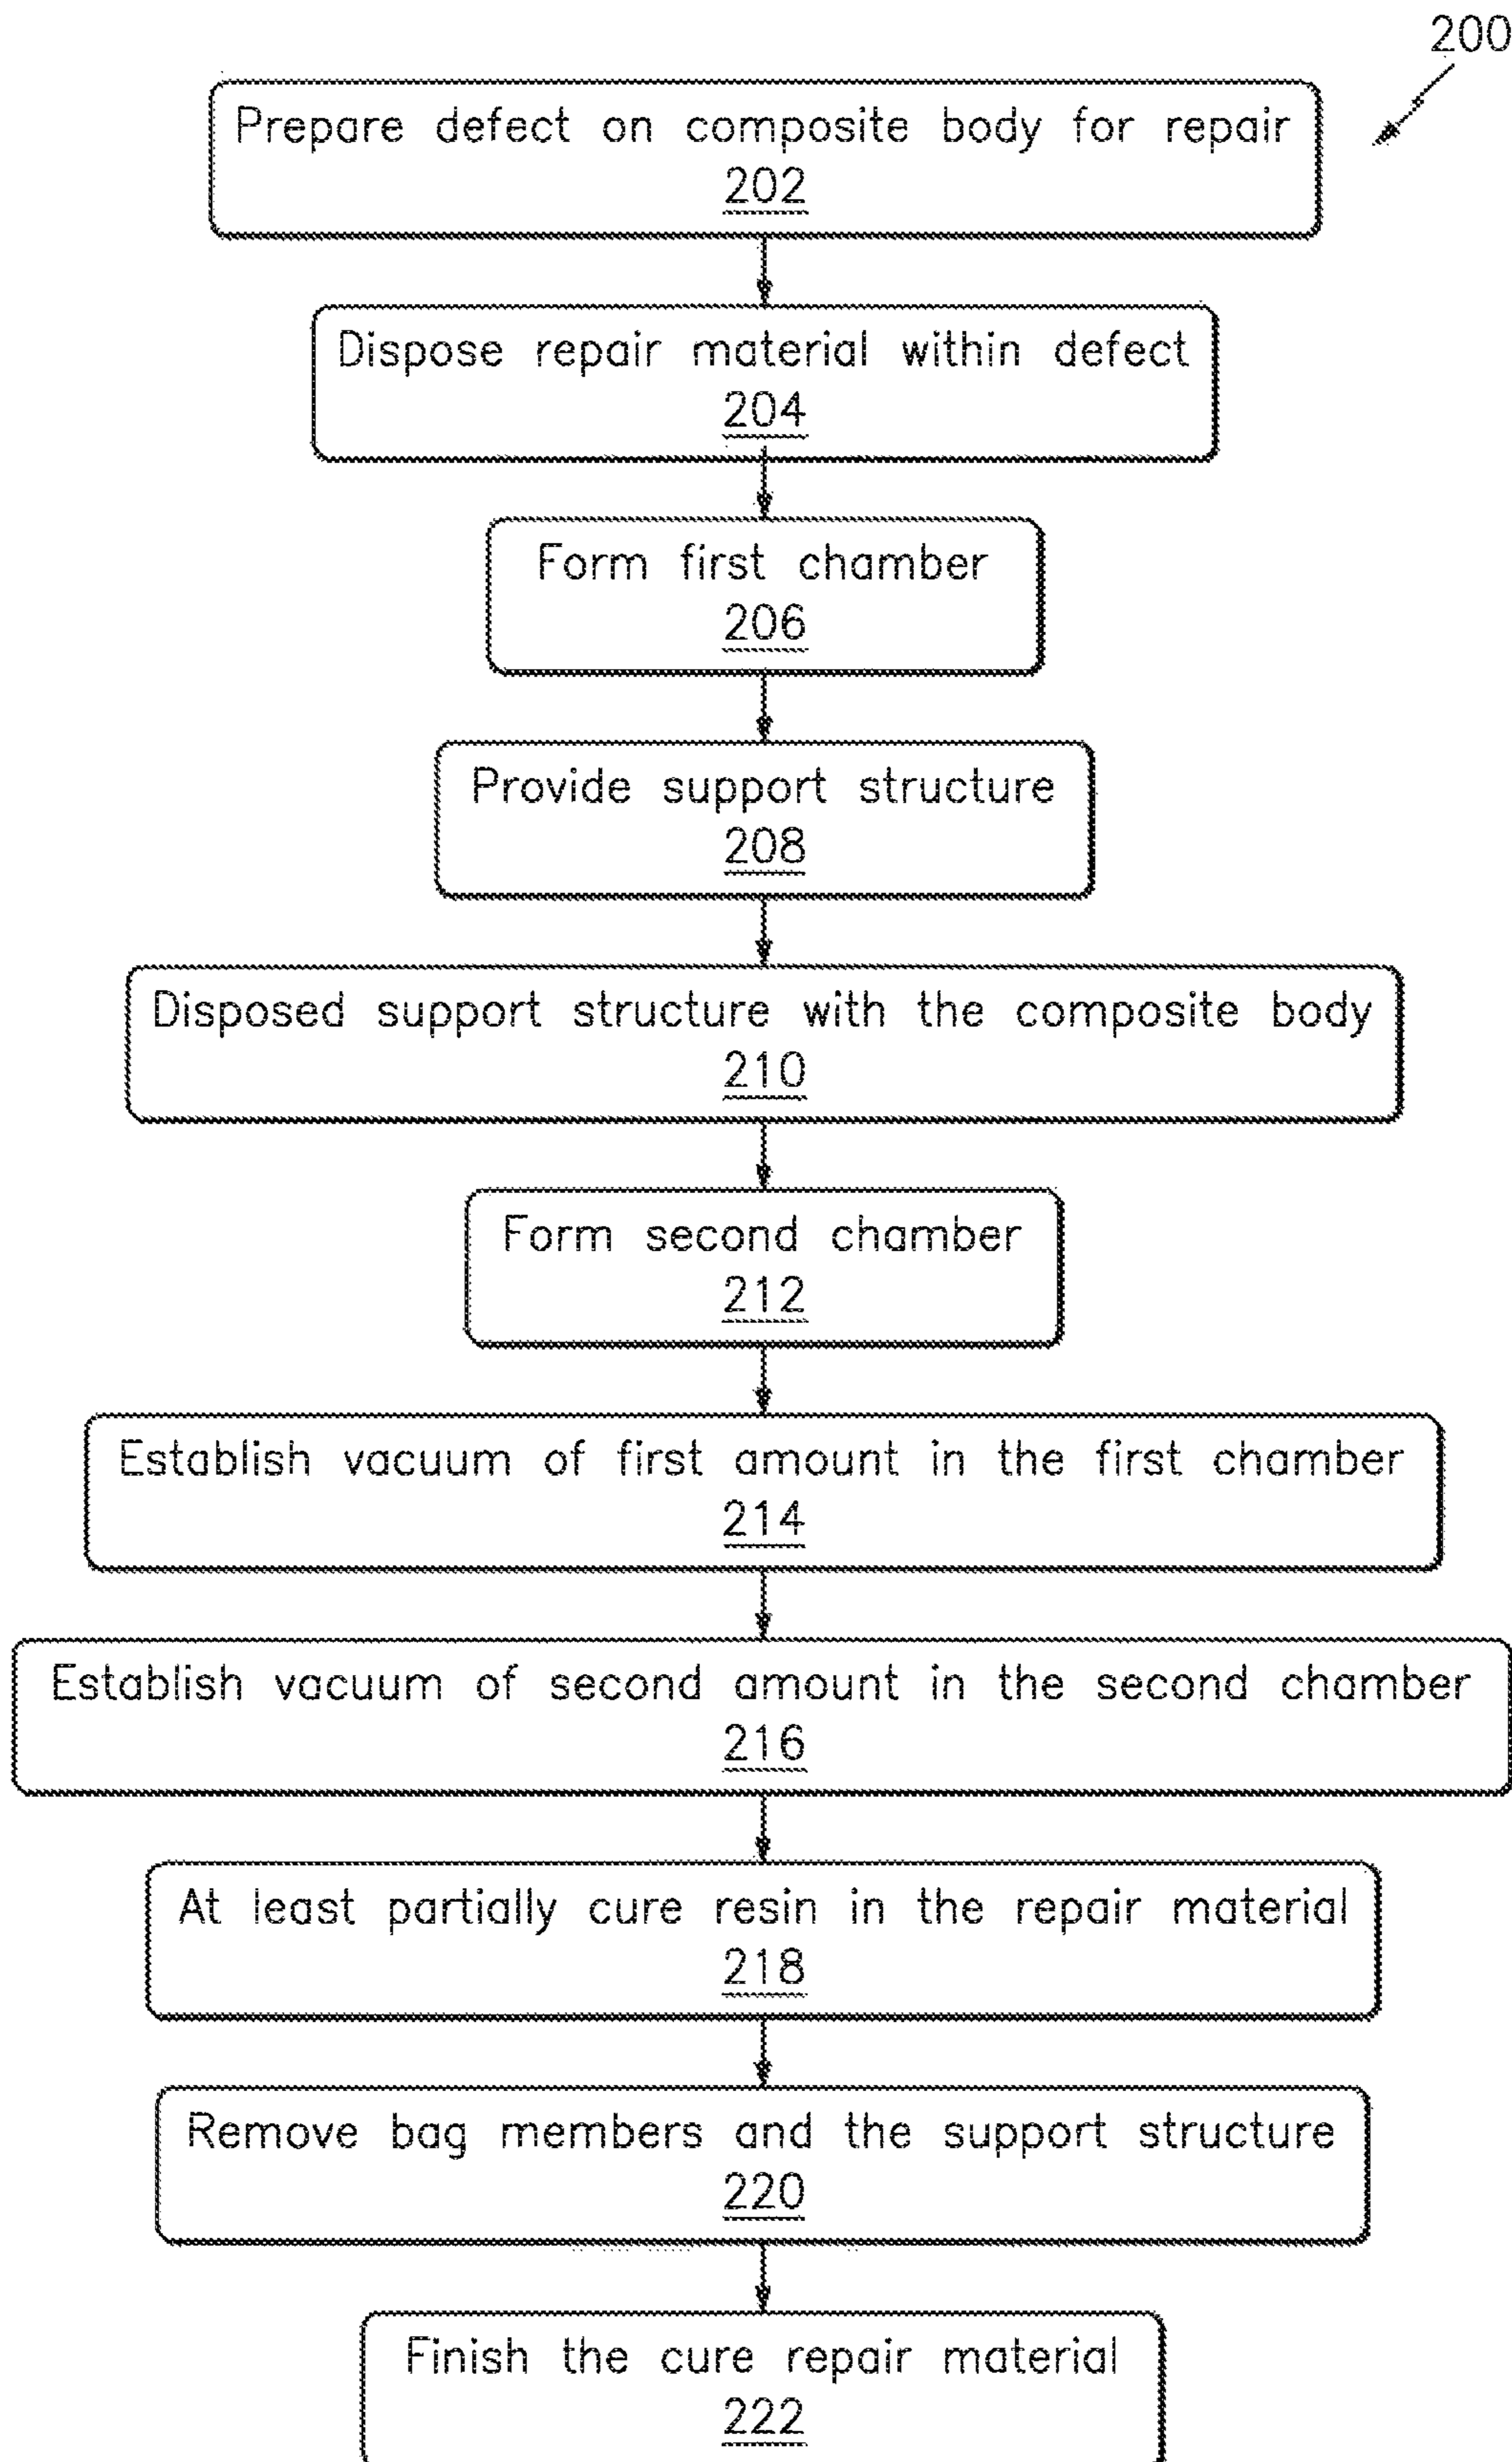 200
Prepare defect on composite body for repair
202
Dispose repair material within defect
204
Form first chamber
206
Provide support structure
208
Disposed support structure with the composite body
210
Form second chamber
212
Establish vacuum of first amount in the first chamber
214
Establish vacuum of second amount in the second chamber
216
At least partially cure resin in the repair material
218
Remove bag members and the support structure
220
Finish the cure repair material
222